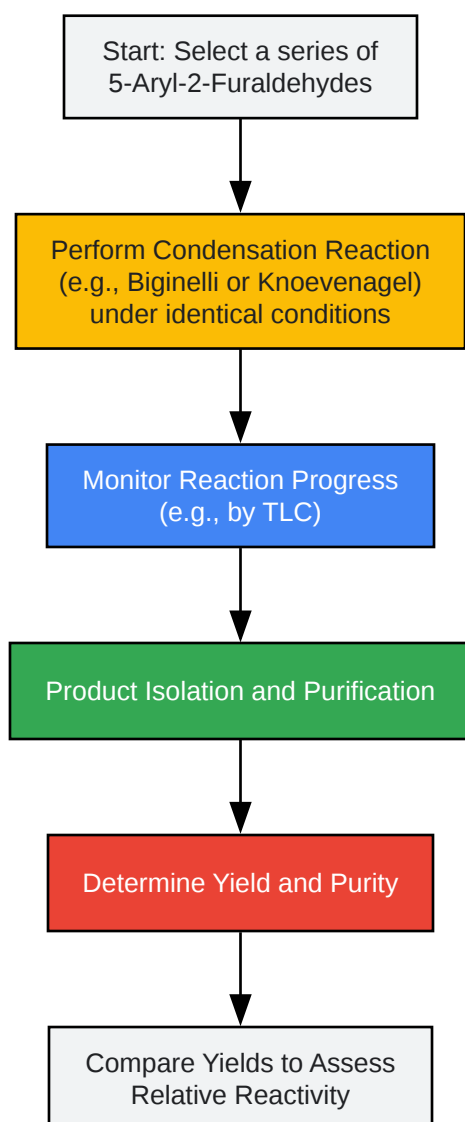 Start: Select a series of
5-Aryl-2-Furaldehydes
Perform Condensation Reaction
(e.g., Biginelli or Knoevenagel)
under identical conditions
Monitor Reaction Progress
(e.g., by TLC)
Product Isolation and Purification
Determine Yield and Purity
Compare Yields to Assess
Relative Reactivity